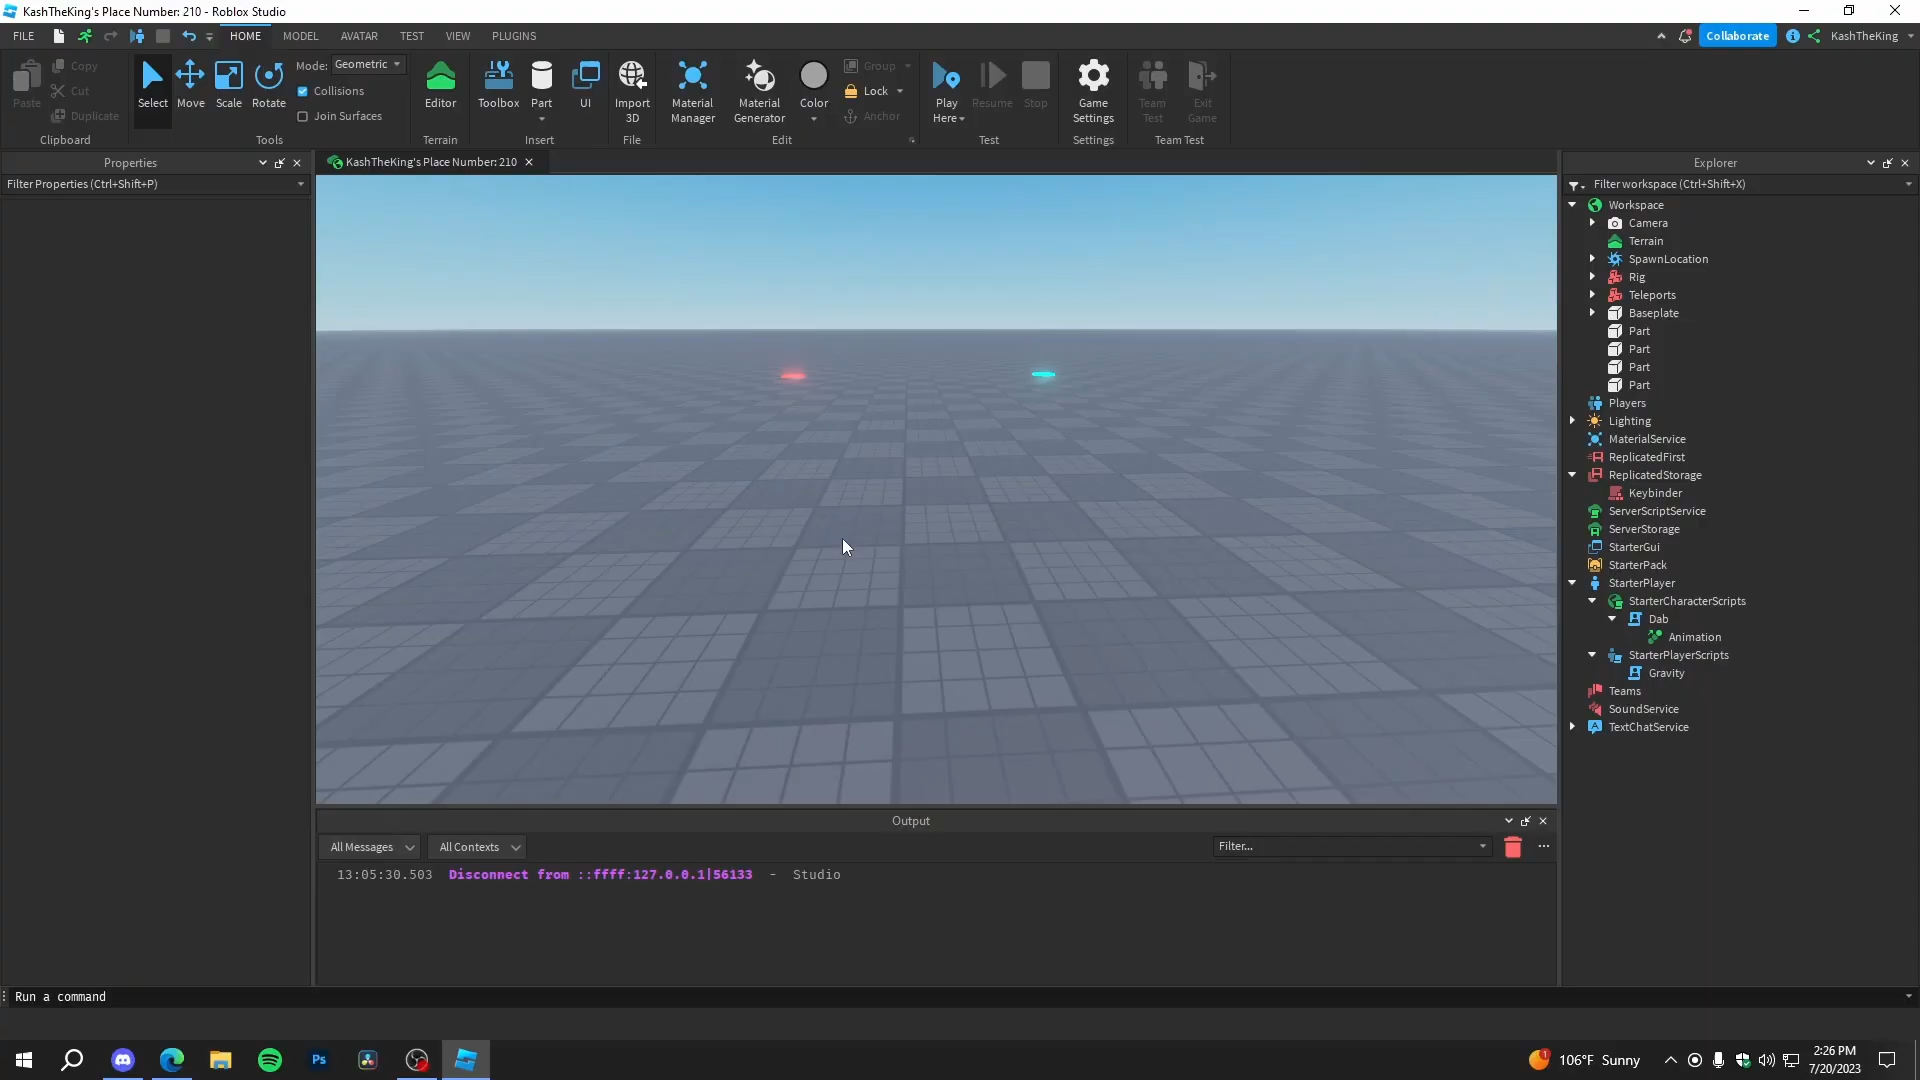 KashTheKing's Place Number: 210 - Roblox Studio
FILE HOME MODEL AVATAR TEST VIEW PLUGINS Collaborate KashTheKing
Paste Copy Cut Duplicate Clipboard
Select Move Scale Rotate Mode: Geometric Collisions Join Surfaces Tools
Editor Terrain
Toolbox Part UI Insert
Import 3D File
Material Manager Material Generator Color Group Lock Anchor Edit
Play Here Resume Stop Test
Game Settings Settings
Team Test Exit Game Team Test
Properties
Filter Properties (Ctrl+Shift+P)
KashTheKing's Place Number: 210
Explorer
Filter workspace (Ctrl+Shift+X)
Workspace
Camera
Terrain
SpawnLocation
Rig
Teleports
Baseplate
Part
Part
Part
Part
Players
Lighting
MaterialService
ReplicatedFirst
ReplicatedStorage
Keybinder
ServerScriptService
ServerStorage
StarterGui
StarterPack
StarterPlayer
StarterCharacterScripts
Dab
Animation
StarterPlayerScripts
Gravity
Teams
SoundService
TextChatService
Output
All Messages All Contexts Filter...
13:05:30.503 Disconnect from ::ffff:127.0.0.1|56133 - Studio
Run a command
Ps 1 106°F Sunny
2:26 PM
7/20/2023